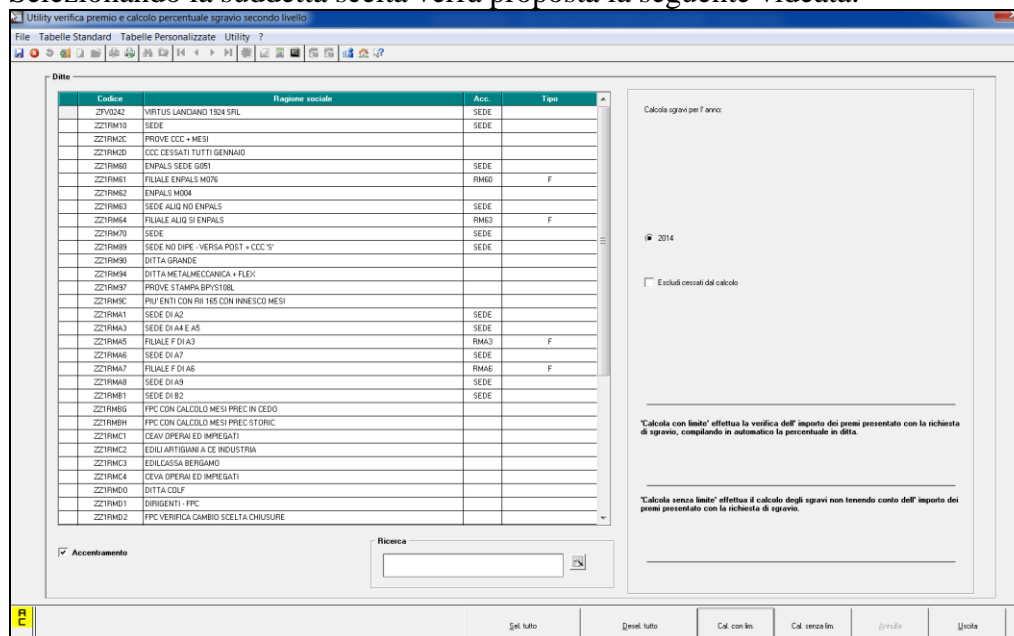 Selezionando la suddetta scelta verrà proposta la seguente videata:
Utility verifica premio e calcolo percentuale sgravio secondo livello
File Tabelle Standard Tabelle Personalizzate Utility ?
Ditte
Codice Ragione sociale Acc. Tipo
ZFV0242 VIRTUS LANCIANO 1924 SRL SEDE
ZZ1RM10 SEDE SEDE
ZZ1RM2C PROVE CCC + MESI
ZZ1RM2D CCC CESSATI TUTTI GENNAIO
ZZ1RM60 ENPALS SEDE G051 SEDE
ZZ1RM61 FILIALE ENPALS M076 RM60 F
ZZ1RM62 ENPALS M004
ZZ1RM63 SEDE ALIQ NO ENPALS SEDE
ZZ1RM64 FILIALE ALIQ SI ENPALS RM63 F
ZZ1RM70 SEDE SEDE
ZZ1RM89 SEDE NO DIPE - VERSA POST + CCC 'S' SEDE
ZZ1RM90 DITTA GRANDE
ZZ1RM94 DITTA METALMECCANICA + FLEX
ZZ1RM97 PROVE STAMPA BPYS108L
ZZ1RM9C PIU' ENTI CON RII 165 CON INNESCO MESI
ZZ1RMA1 SEDE DI A2 SEDE
ZZ1RMA3 SEDE DI A4 E A5 SEDE
ZZ1RMA5 FILIALE F DI A3 RMA3 F
ZZ1RMA6 SEDE DI A7 SEDE
ZZ1RMA7 FILIALE F DI A6 RMA6 F
ZZ1RMA8 SEDE DI A9 SEDE
ZZ1RMB1 SEDE DI B2 SEDE
ZZ1RMBG FPC CON CALCOLO MESI PREC IN CEDO
ZZ1RMBH FPC CON CALCOLO MESI PREC STORIC
ZZ1RMC1 CEAV OPERAI ED IMPIEGATI
ZZ1RMC2 EDILI ARTIGIANI A CE INDUSTRIA
ZZ1RMC3 EDILCASSA BERGAMO
ZZ1RMC4 CEVA OPERAI ED IMPIEGATI
ZZ1RMD0 DITTA COLF
ZZ1RMD1 DIRIGENTI - FPC
ZZ1RMD2 FPC VERIFICA CAMBIO SCELTA CHIUSURE
Accentramento
Ricerca
Calcola sgravi per l' anno:
2014
Escludi cessati dal calcolo
'Calcola con limite' effettua la verifica dell' importo dei premi presentato con la richiesta
di sgravio, compilando in automatico la percentuale in ditta.
'Calcola senza limite' effettua il calcolo degli sgravi non tenendo conto dell' importo dei
premi presentato con la richiesta di sgravio.
AC
Sel. tutto Desel. tutto Cal. con lim. Cal. senza lim. Annulla Uscita